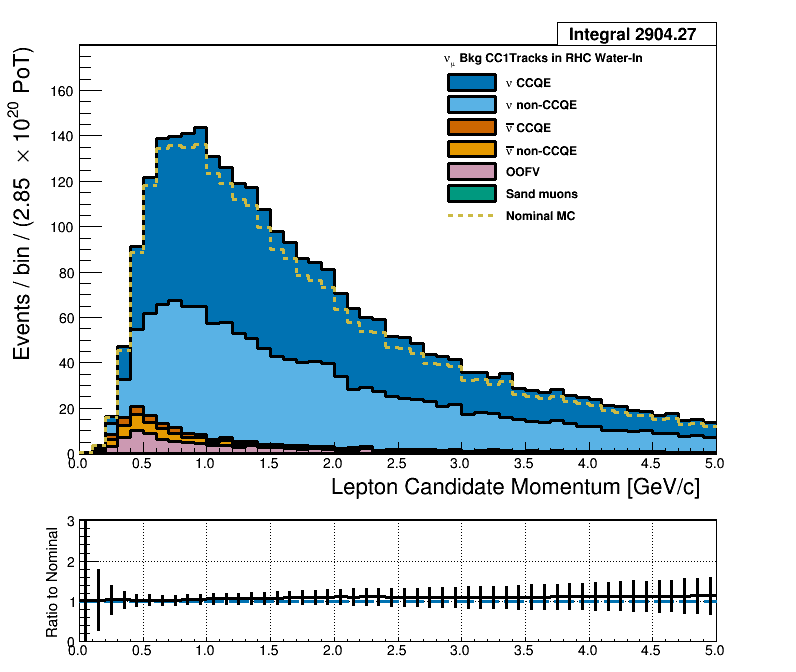 Integral 2904.27
ν_μ Bkg CC1Tracks in RHC Water-In
ν CCQE
ν non-CCQE
ν̅ CCQE
ν̅ non-CCQE
OOFV
Sand muons
Nominal MC
Events / bin / (2.85 × 10^20 PoT)
160
140
120
100
80
60
40
20
0
0.0 0.5 1.0 1.5 2.0 2.5 3.0 3.5 4.0 4.5 5.0
Lepton Candidate Momentum [GeV/c]
Ratio to Nominal
3
2
1
0
0.0 0.5 1.0 1.5 2.0 2.5 3.0 3.5 4.0 4.5 5.0